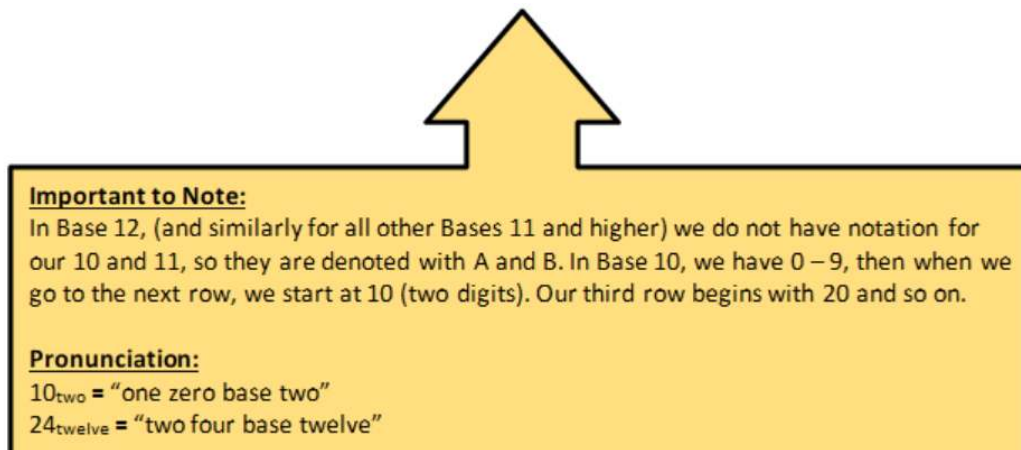 Important to Note:
In Base 12, (and similarly for all other Bases 11 and higher) we do not have notation for
our 10 and 11, so they are denoted with A and B. In Base 10, we have 0 – 9, then when we
go to the next row, we start at 10 (two digits). Our third row begins with 20 and so on.
Pronunciation:
10two = “one zero base two”
24twelve = “two four base twelve”